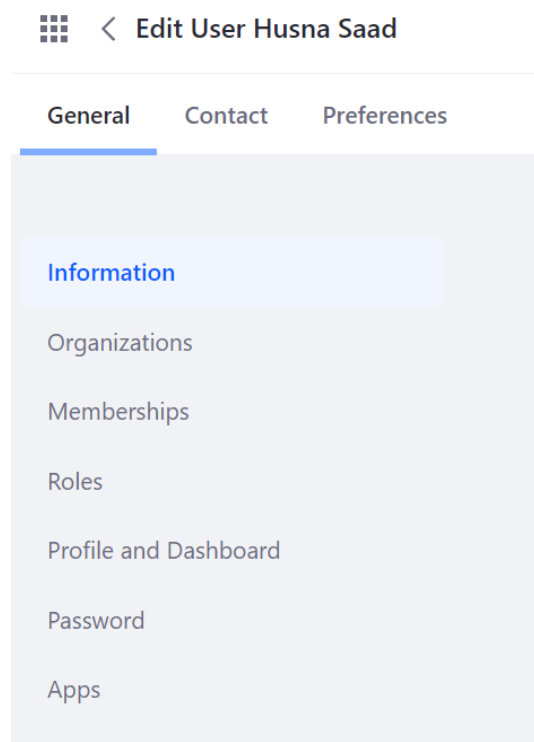 Edit User Husna Saad
General Contact Preferences
Information
Organizations
Memberships
Roles
Profile and Dashboard
Password
Apps